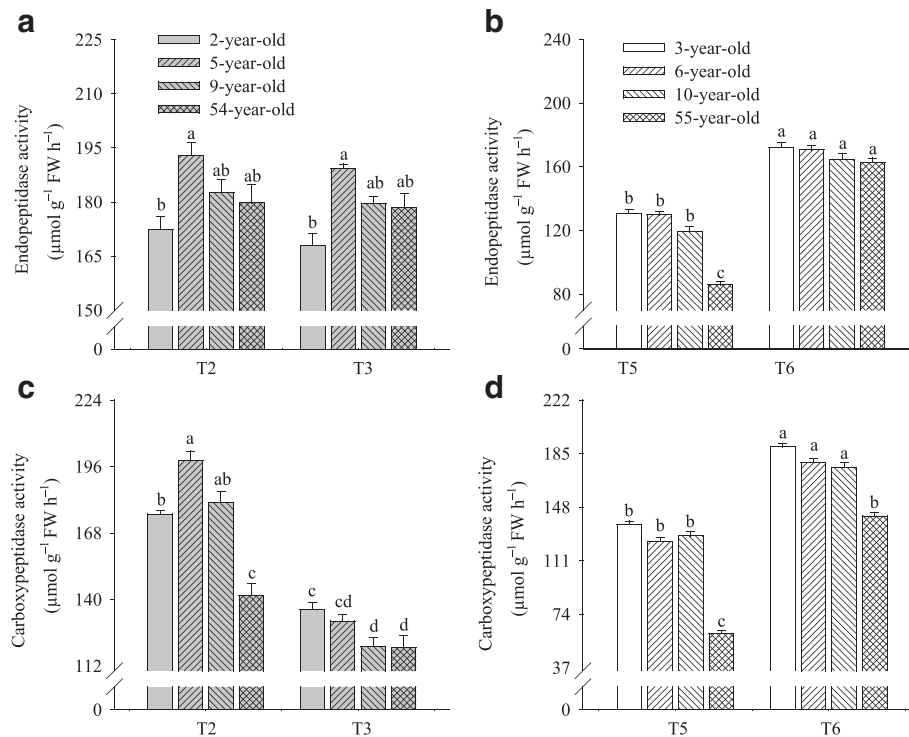 a
Endopeptidase activity
(μmol g⁻¹ FW h⁻¹)
225
210
195
180
165
150
0
2-year-old
5-year-old
9-year-old
54-year-old
b
a
ab
ab
b
a
ab
ab
T2
T3
b
Endopeptidase activity
(μmol g⁻¹ FW h⁻¹)
240
200
160
120
80
0
3-year-old
6-year-old
10-year-old
55-year-old
b
b
b
c
a
a
a
a
T5
T6
c
Carboxypeptidase activity
(μmol g⁻¹ FW h⁻¹)
224
196
168
140
112
0
b
a
ab
c
c
cd
d
d
T2
T3
d
Carboxypeptidase activity
(μmol g⁻¹ FW h⁻¹)
222
185
148
111
74
37
0
b
b
b
c
a
a
a
b
T5
T6